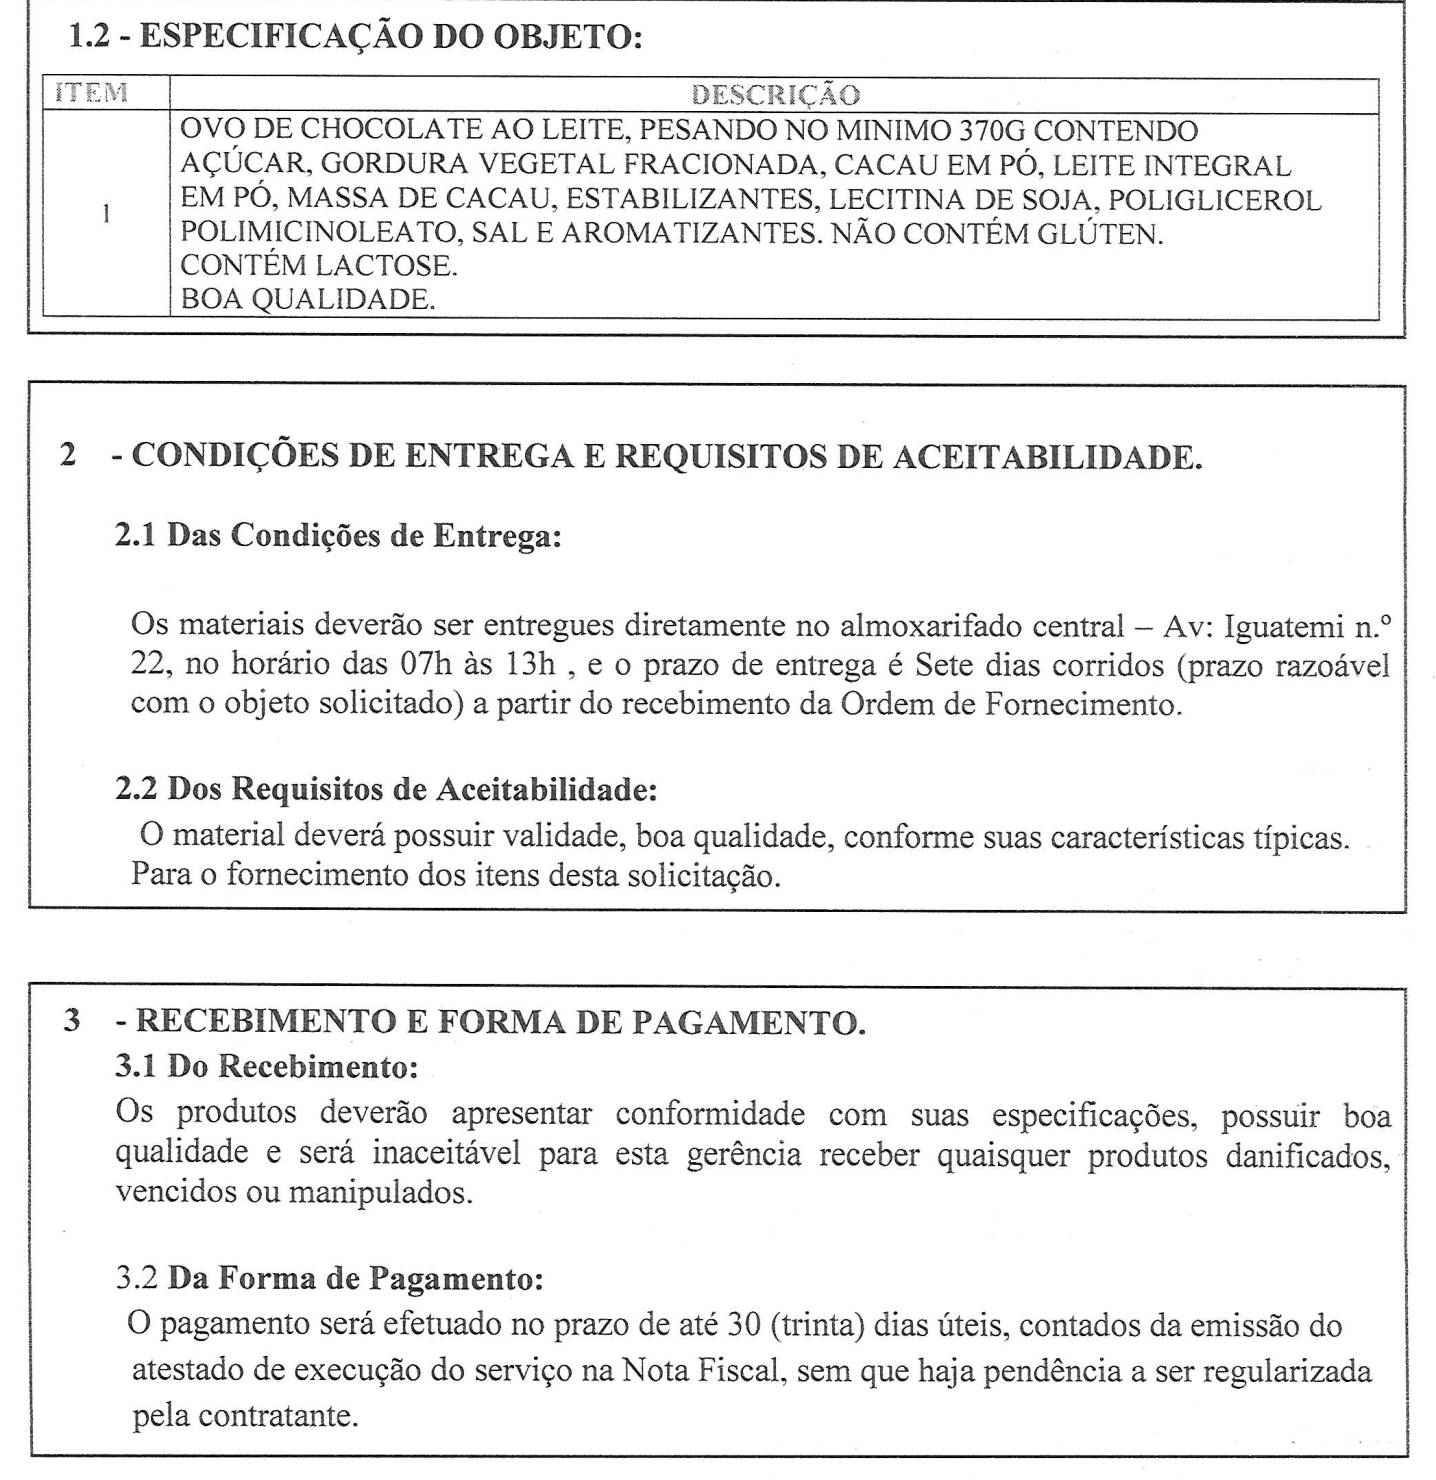 1.2 - ESPECIFICAÇÃO DO OBJETO:
ITEM DESCRIÇÃO
OVO DE CHOCOLATE AO LEITE, PESANDO NO MINIMO 370G CONTENDO
AÇÚCAR, GORDURA VEGETAL FRACIONADA, CACAU EM PÓ, LEITE INTEGRAL
EM PÓ, MASSA DE CACAU, ESTABILIZANTES, LECITINA DE SOJA, POLIGLICEROL
1 POLIMICINOLEATO, SAL E AROMATIZANTES. NÃO CONTÉM GLÚTEN.
CONTÉM LACTOSE.
BOA QUALIDADE.
2 - CONDIÇÕES DE ENTREGA E REQUISITOS DE ACEITABILIDADE.
2.1 Das Condições de Entrega:
Os materiais deverão ser entregues diretamente no almoxarifado central – Av: Iguatemi n.º
22, no horário das 07h às 13h , e o prazo de entrega é Sete dias corridos (prazo razoável
com o objeto solicitado) a partir do recebimento da Ordem de Fornecimento.
2.2 Dos Requisitos de Aceitabilidade:
O material deverá possuir validade, boa qualidade, conforme suas características típicas.
Para o fornecimento dos itens desta solicitação.
3 - RECEBIMENTO E FORMA DE PAGAMENTO.
3.1 Do Recebimento:
Os produtos deverão apresentar conformidade com suas especificações, possuir boa
qualidade e será inaceitável para esta gerência receber quaisquer produtos danificados,
vencidos ou manipulados.
3.2 Da Forma de Pagamento:
O pagamento será efetuado no prazo de até 30 (trinta) dias úteis, contados da emissão do
atestado de execução do serviço na Nota Fiscal, sem que haja pendência a ser regularizada
pela contratante.